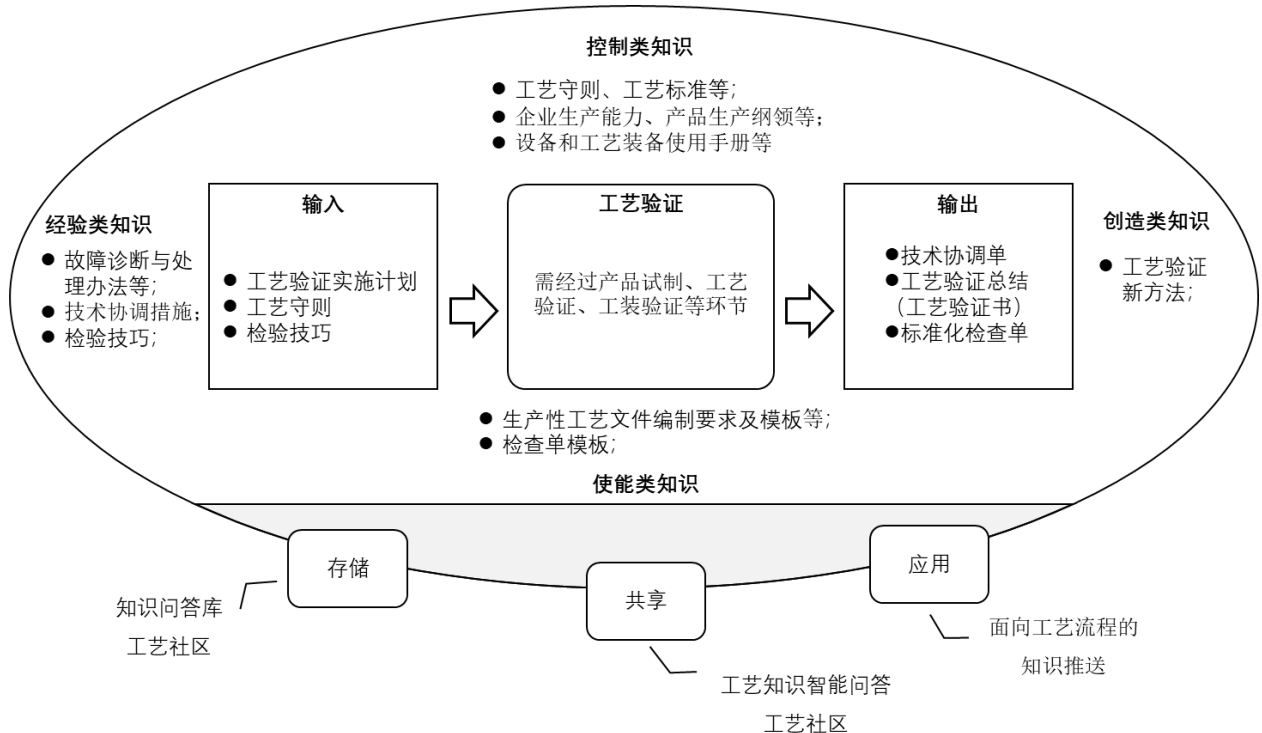 控制类知识
● 工艺守则、工艺标准等；
● 企业生产能力、产品生产纲领等；
● 设备和工艺装备使用手册等
经验类知识
● 故障诊断与处
理办法等；
● 技术协调措施；
● 检验技巧；
输入
● 工艺验证实施计划
● 工艺守则
● 检验技巧
工艺验证
需经过产品试制、工艺
验证、工装验证等环节
输出
●技术协调单
●工艺验证总结
（工艺验证书）
●标准化检查单
创造类知识
● 工艺验证
新方法；
● 生产性工艺文件编制要求及模板等；
● 检查单模板；
使能类知识
存储
共享
应用
知识问答库
工艺社区
工艺知识智能问答
工艺社区
面向工艺流程的
知识推送